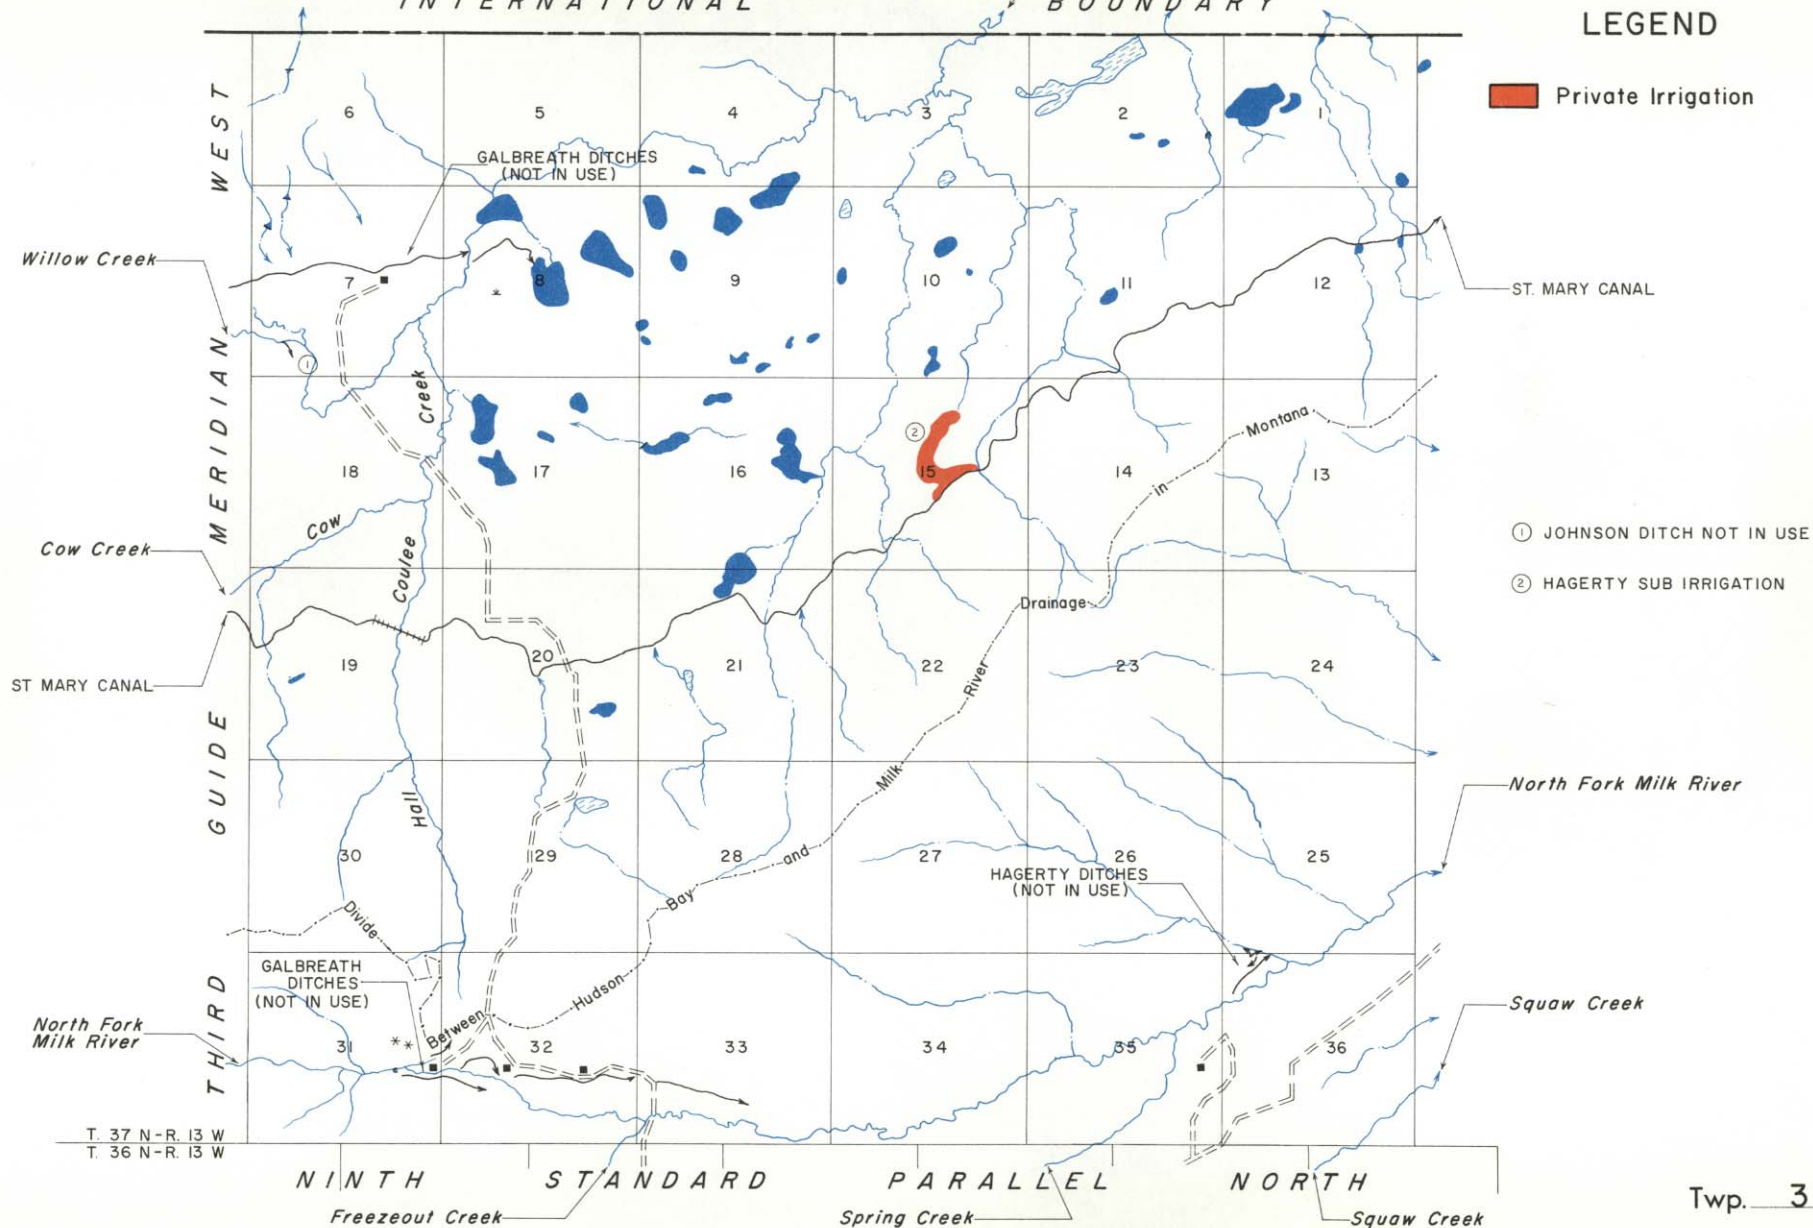 INTERNATIONAL BOUNDARY
LEGEND
Private Irrigation
WEST
MERIDIAN
GUIDE
THIRD
6 5 4 3 2 1
GALBREATH DITCHES
(NOT IN USE)
Willow Creek
7 8 9 10 11 12
ST. MARY CANAL
1
Creek
2
Montana
in
18 17 16 15 14 13
Cow
Cow Creek
Coulee
1 JOHNSON DITCH NOT IN USE
2 HAGERTY SUB IRRIGATION
Drainage
ST MARY CANAL
19 20 21 22 23 24
River
Milk
North Fork Milk River
Hall
30 29 28 and 27 26 25
HAGERTY DITCHES
(NOT IN USE)
Bay
Divide
GALBREATH
DITCHES
(NOT IN USE)
Hudson
Between
Squaw Creek
North Fork
Milk River
31 32 33 34 35 36
T. 37 N-R. 13 W
T. 36 N-R. 13 W
NINTH STANDARD PARALLEL NORTH
Freezeout Creek
Spring Creek
Squaw Creek
Twp. 3